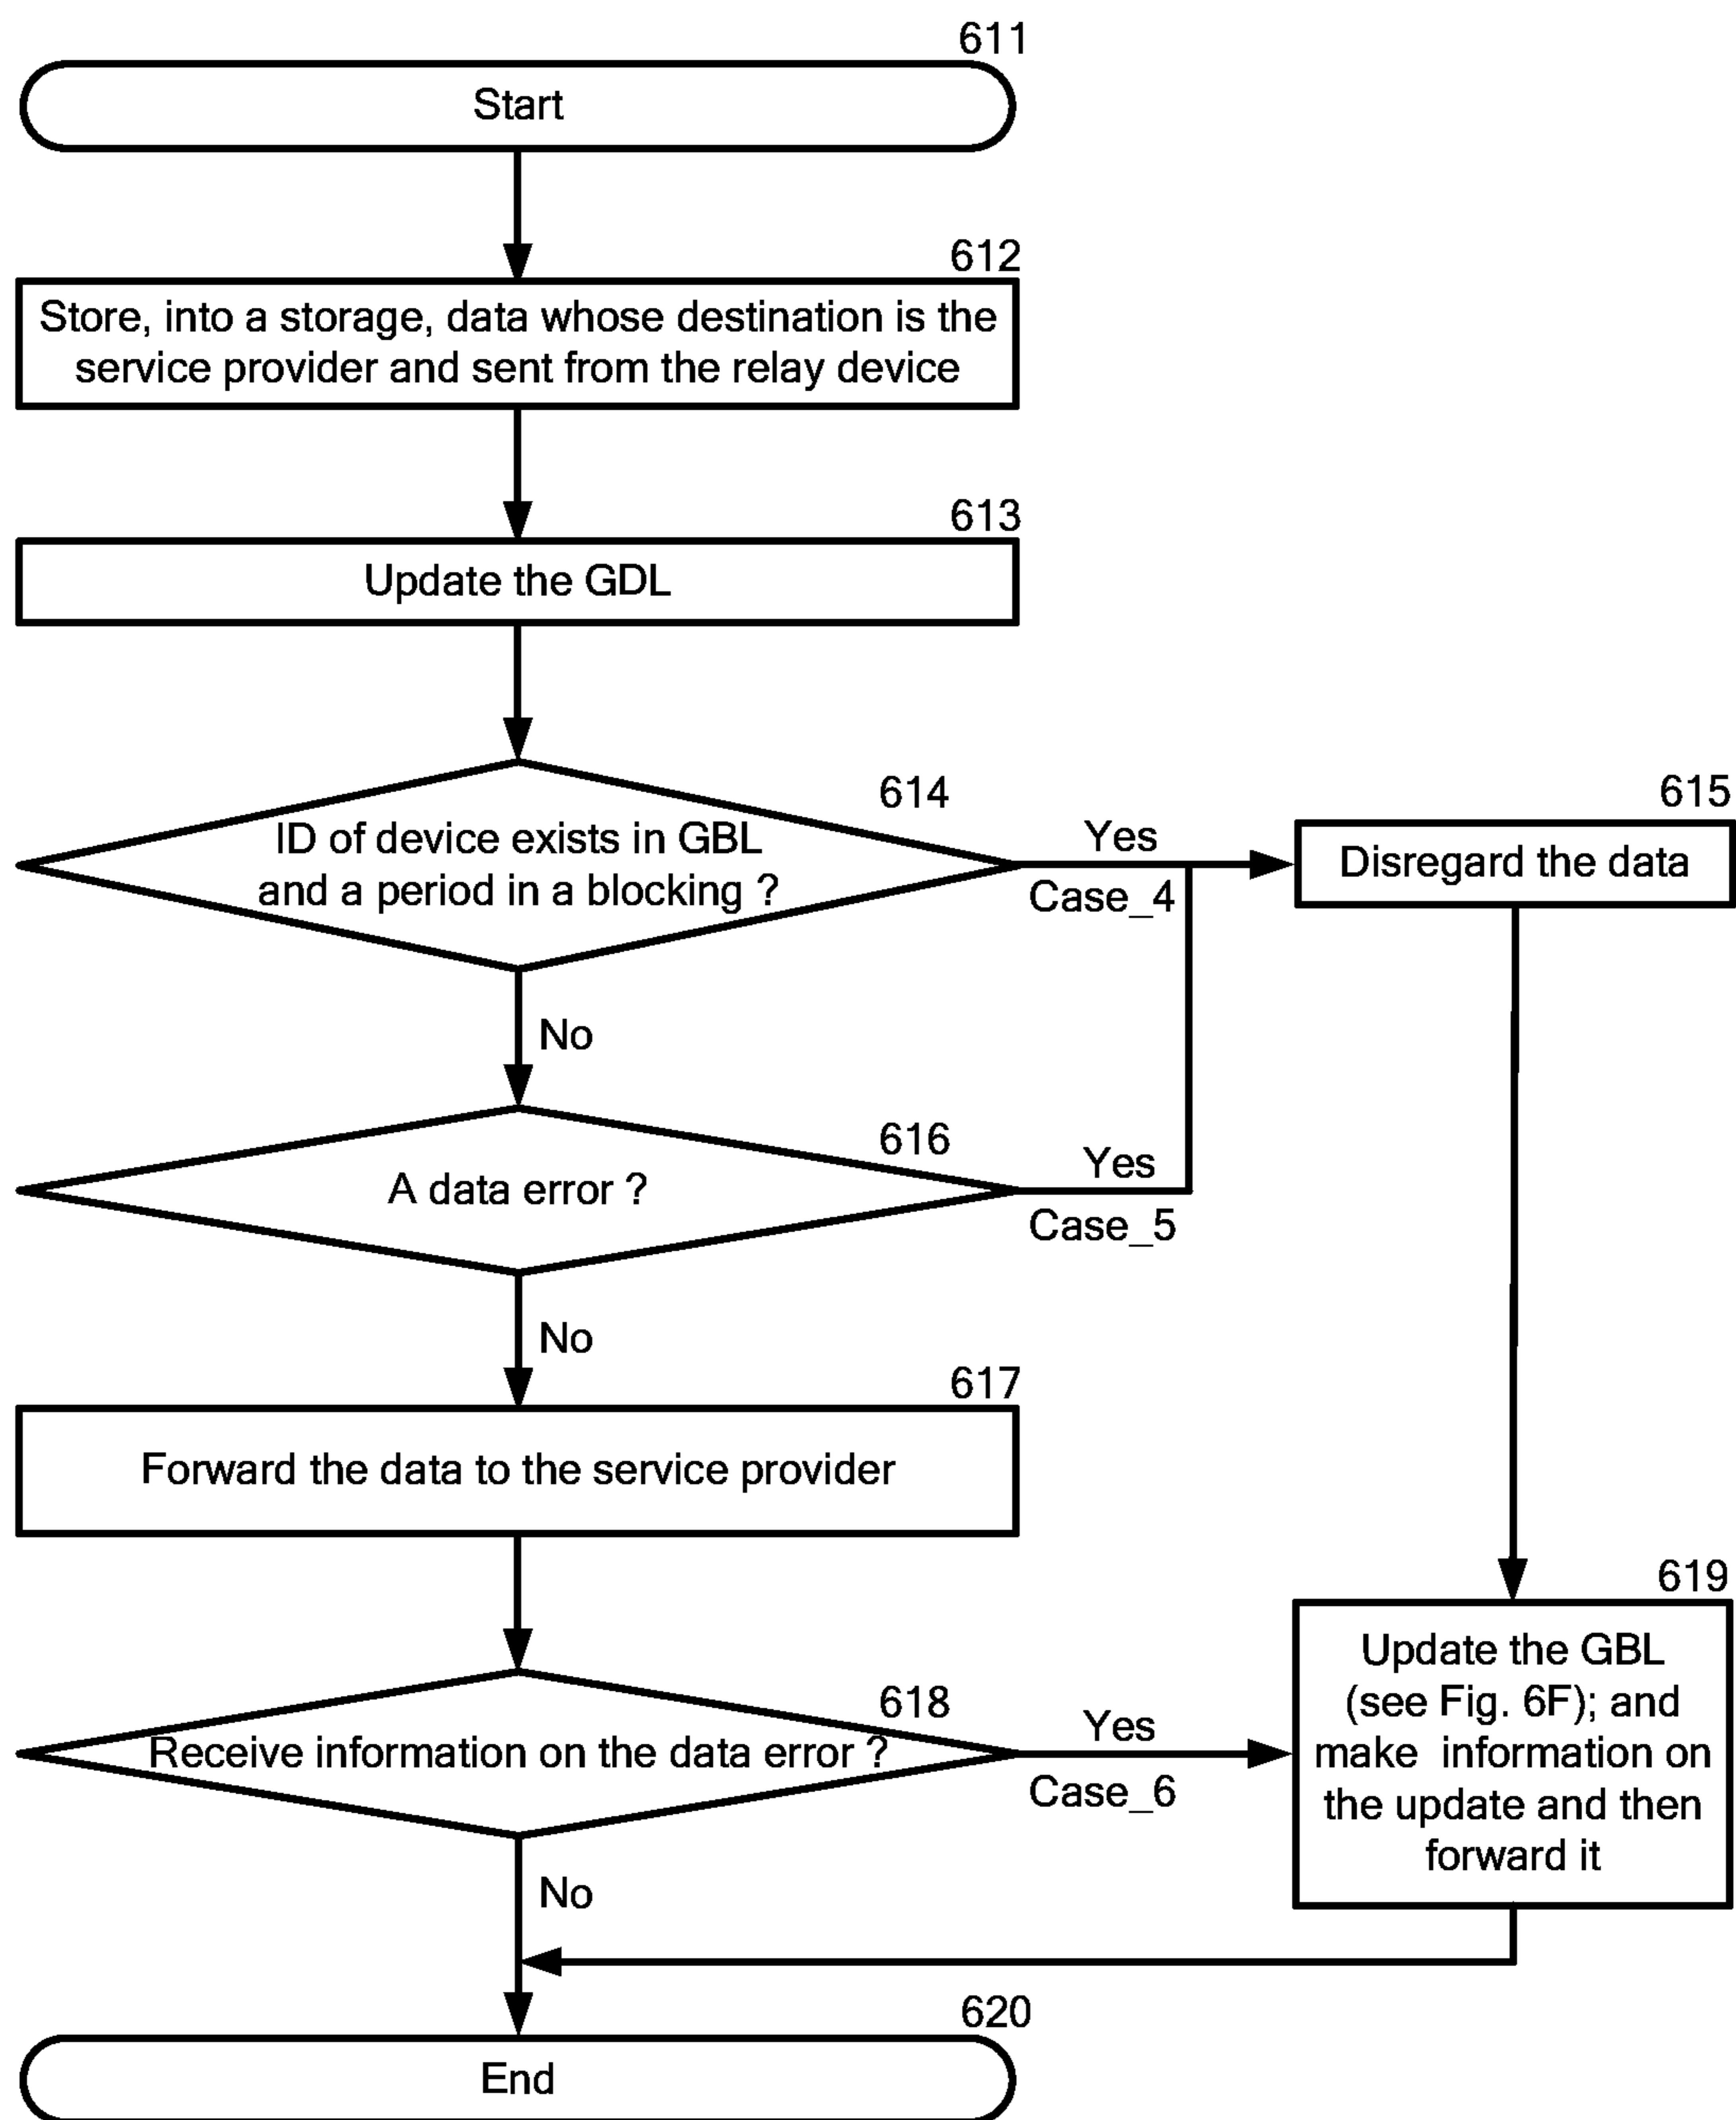 611
Start
612
Store, into a storage, data whose destination is the
service provider and sent from the relay device
613
Update the GDL
614
ID of device exists in GBL
and a period in a blocking ?
Yes
Case_4
615
Disregard the data
No
616
A data error ?
Yes
Case_5
No
617
Forward the data to the service provider
618
Receive information on the data error ?
Yes
Case_6
619
Update the GBL
(see Fig. 6F); and
make information on
the update and then
forward it
No
620
End